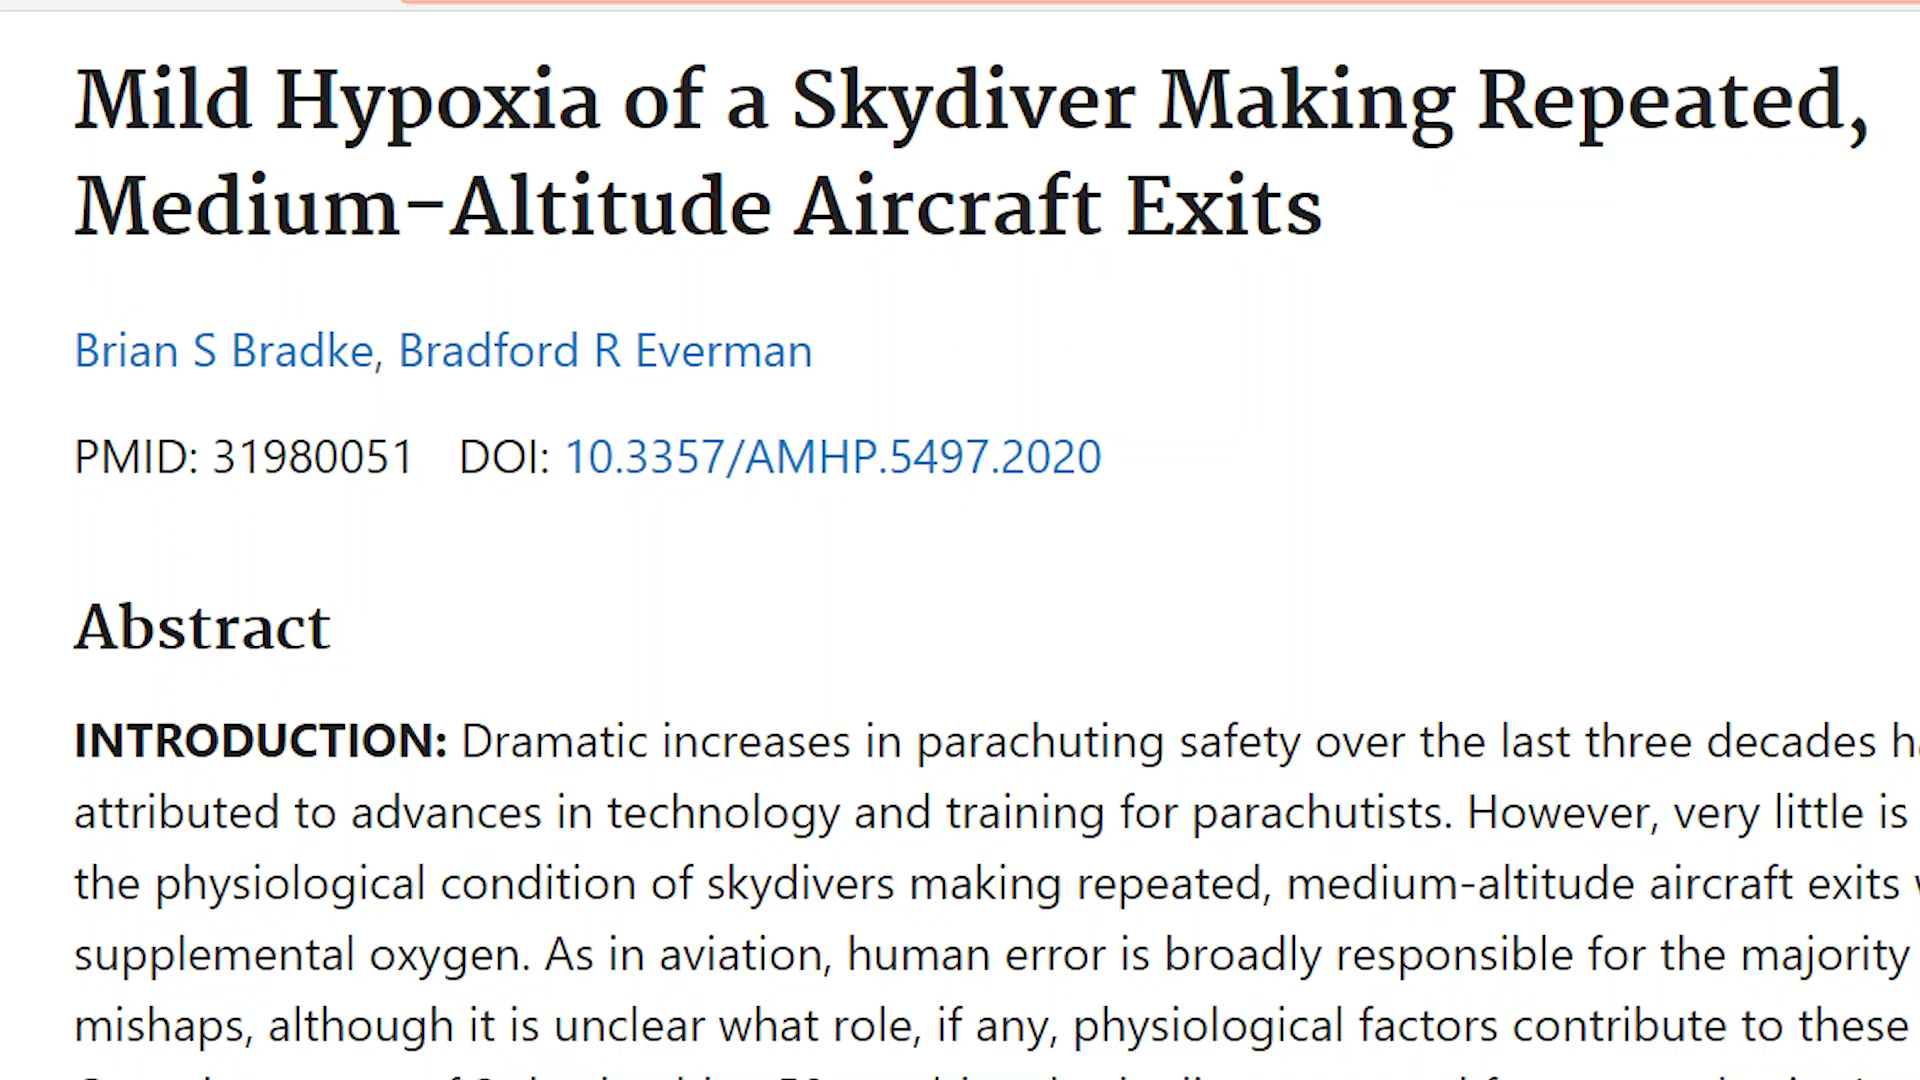 Mild Hypoxia of a Skydiver Making Repeated,
Medium-Altitude Aircraft Exits
Brian S Bradke, Bradford R Everman
PMID: 31980051 DOI: 10.3357/AMHP.5497.2020
Abstract
INTRODUCTION: Dramatic increases in parachuting safety over the last three decades
attributed to advances in technology and training for parachutists. However, very little is
the physiological condition of skydivers making repeated, medium-altitude aircraft exits
supplemental oxygen. As in aviation, human error is broadly responsible for the majority
mishaps, although it is unclear what role, if any, physiological factors contribute to these